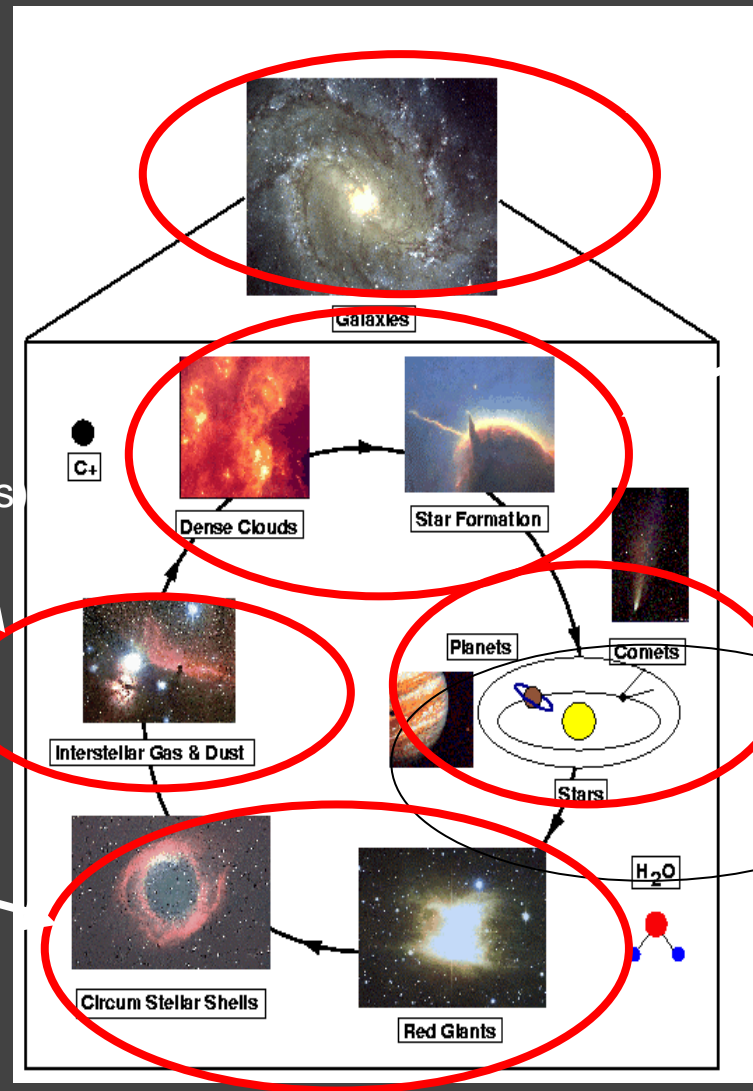 Galaxies
C+
s)
Dense Clouds
Star Formation
Planets
Comets
Interstellar Gas & Dust
Stars
H2O
Circum Stellar Shells
Red Giants